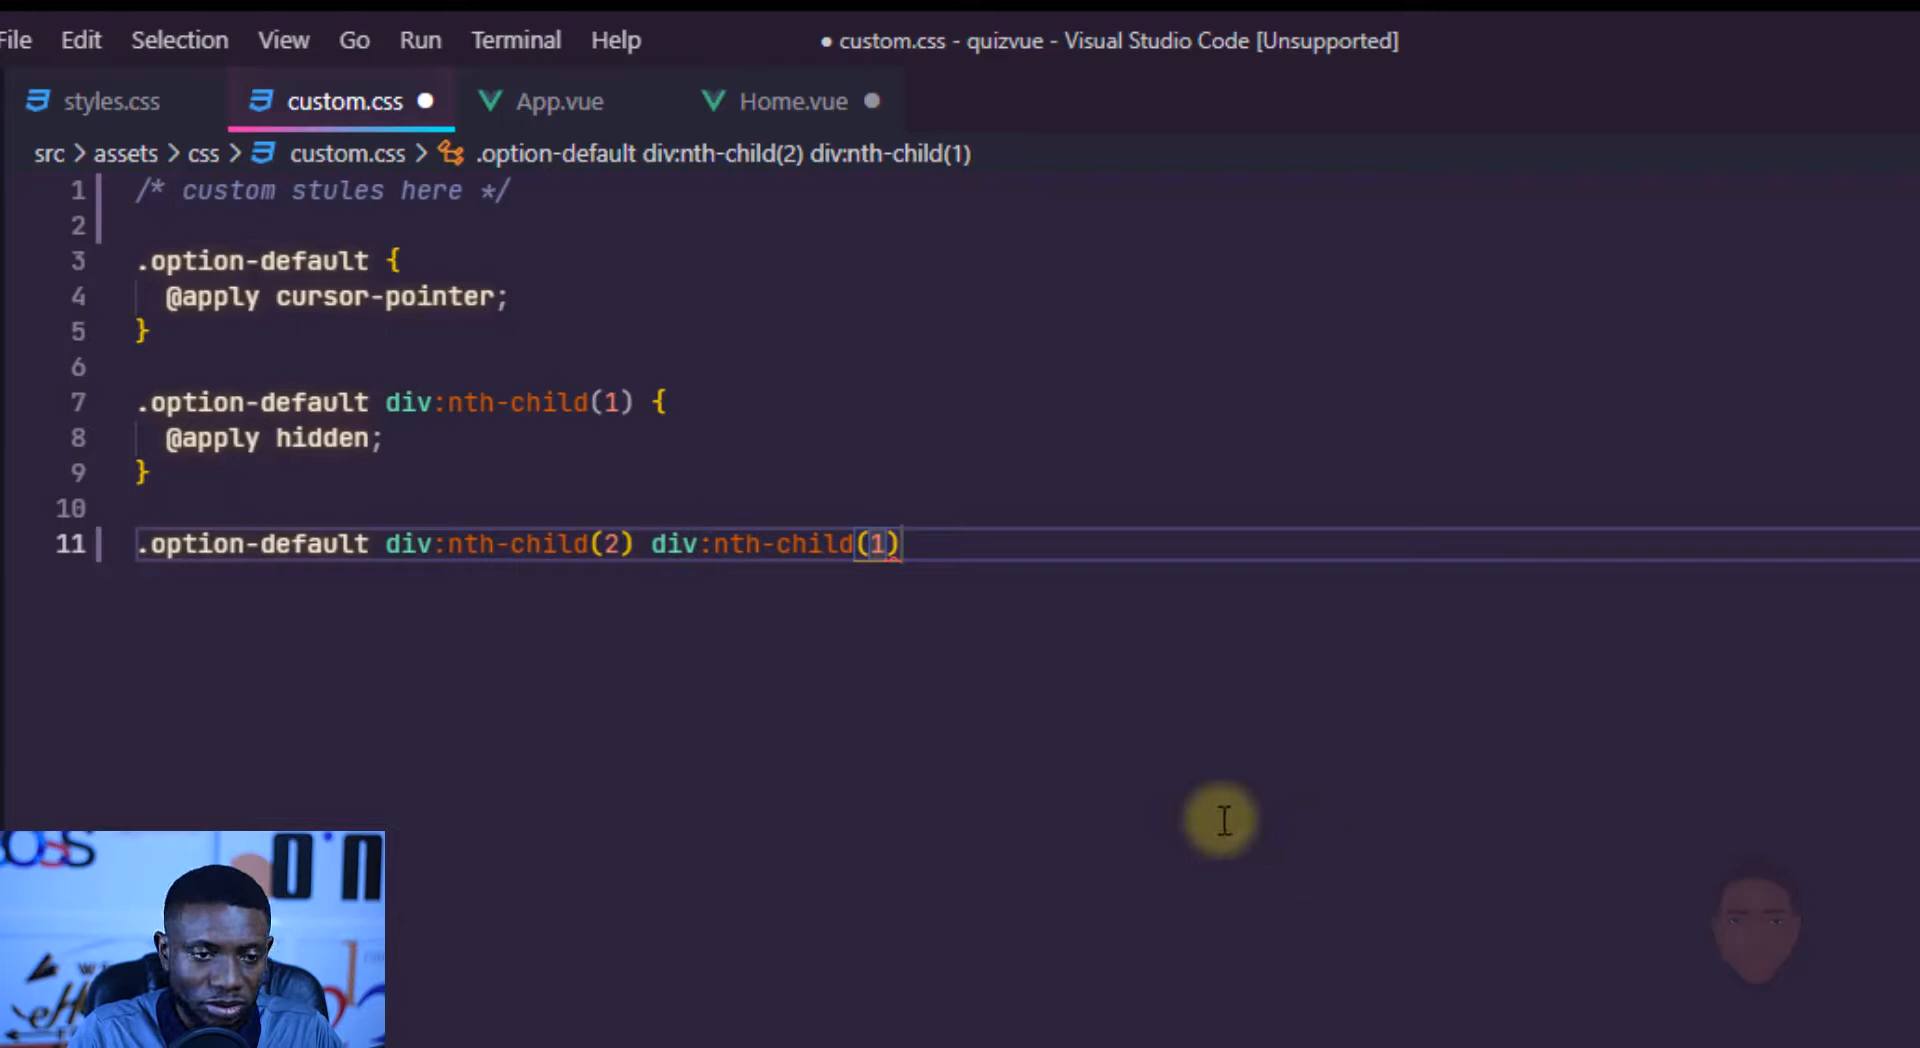 File Edit Selection View Go Run Terminal Help ● custom.css - quizvue - Visual Studio Code [Unsupported]
styles.css custom.css App.vue Home.vue
src > assets > css > custom.css > .option-default div:nth-child(2) div:nth-child(1)
1 /* custom stules here */
2
3 .option-default {
4 @apply cursor-pointer;
5 }
6
7 .option-default div:nth-child(1) {
8 @apply hidden;
9 }
10
11 .option-default div:nth-child(2) div:nth-child(1)